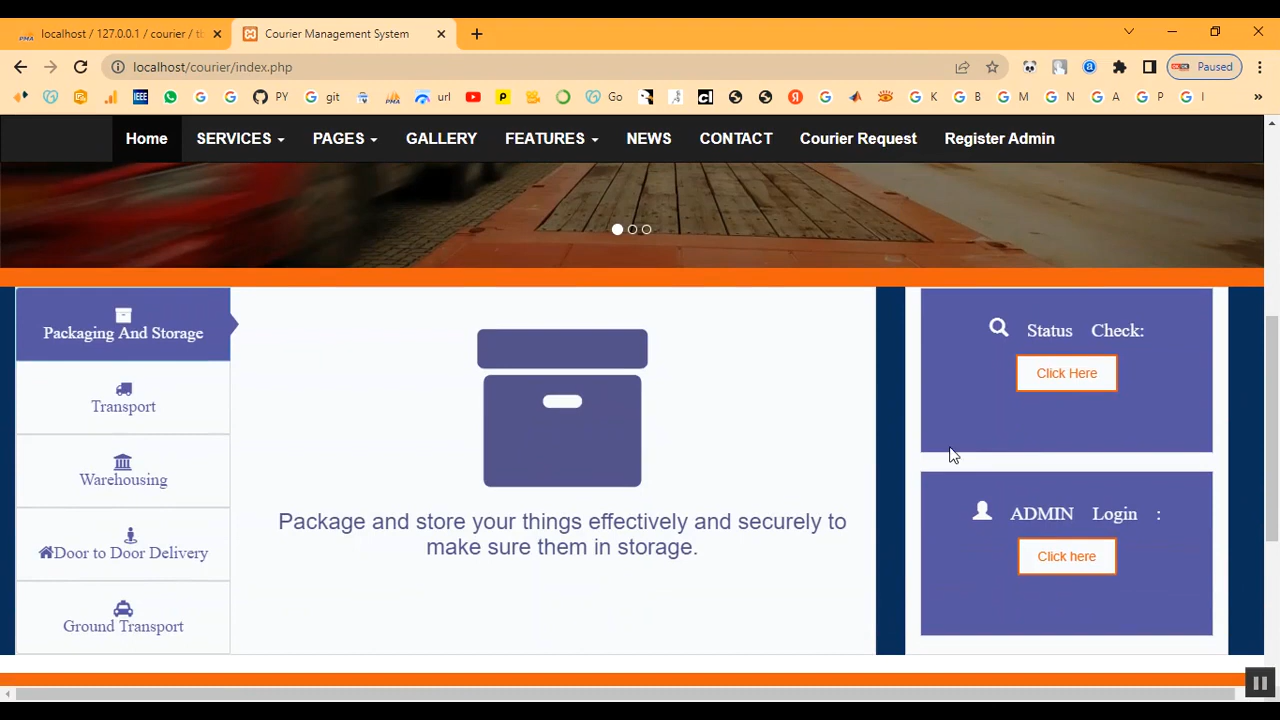 localhost / 127.0.0.1 / courier / tb
Courier Management System
localhost/courier/index.php
Paused
PY
git
url
Go
K
B
M
N
A
P
I
Home
SERVICES
PAGES
GALLERY
FEATURES
NEWS
CONTACT
Courier Request
Register Admin
Packaging And Storage
Transport
Warehousing
Door to Door Delivery
Ground Transport
Package and store your things effectively and securely to
make sure them in storage.
Status Check:
Click Here
ADMIN Login :
Click here